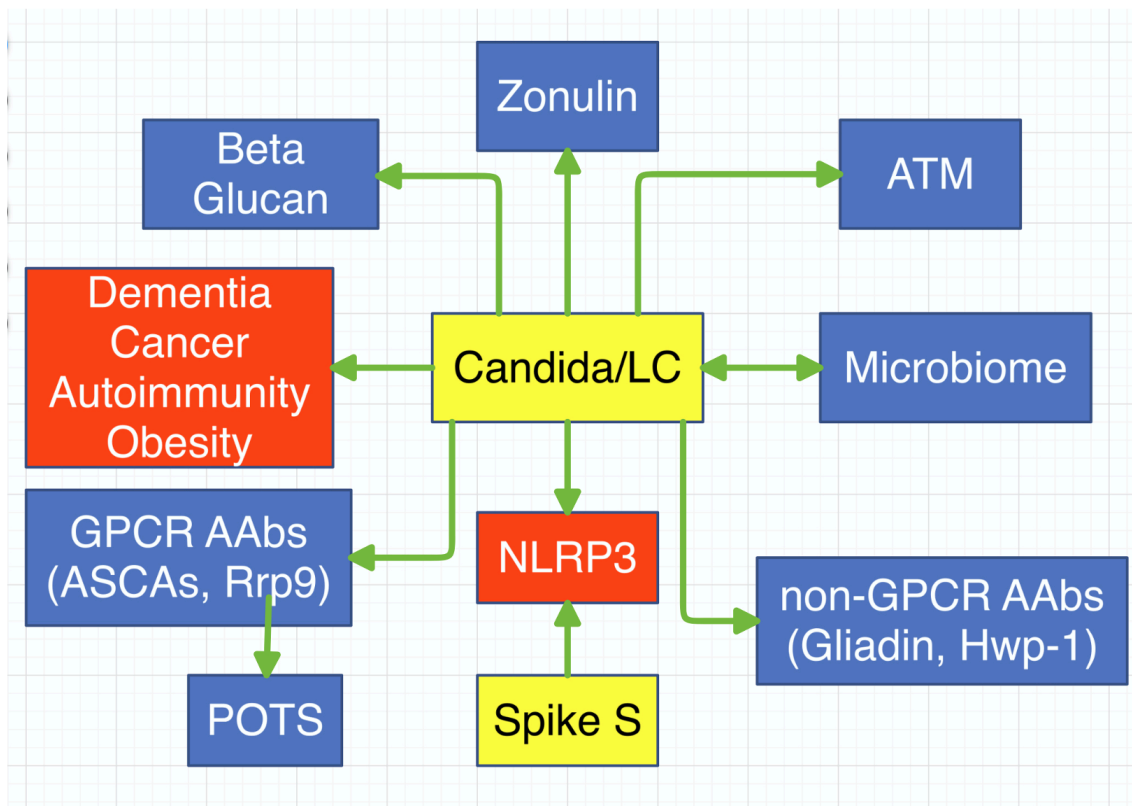 Zonulin
Beta
Glucan
ATM
Dementia
Cancer
Autoimmunity
Obesity
Candida/LC
Microbiome
GPCR AAbs
(ASCAs, Rrp9)
NLRP3
non-GPCR AAbs
(Gliadin, Hwp-1)
POTS
Spike S